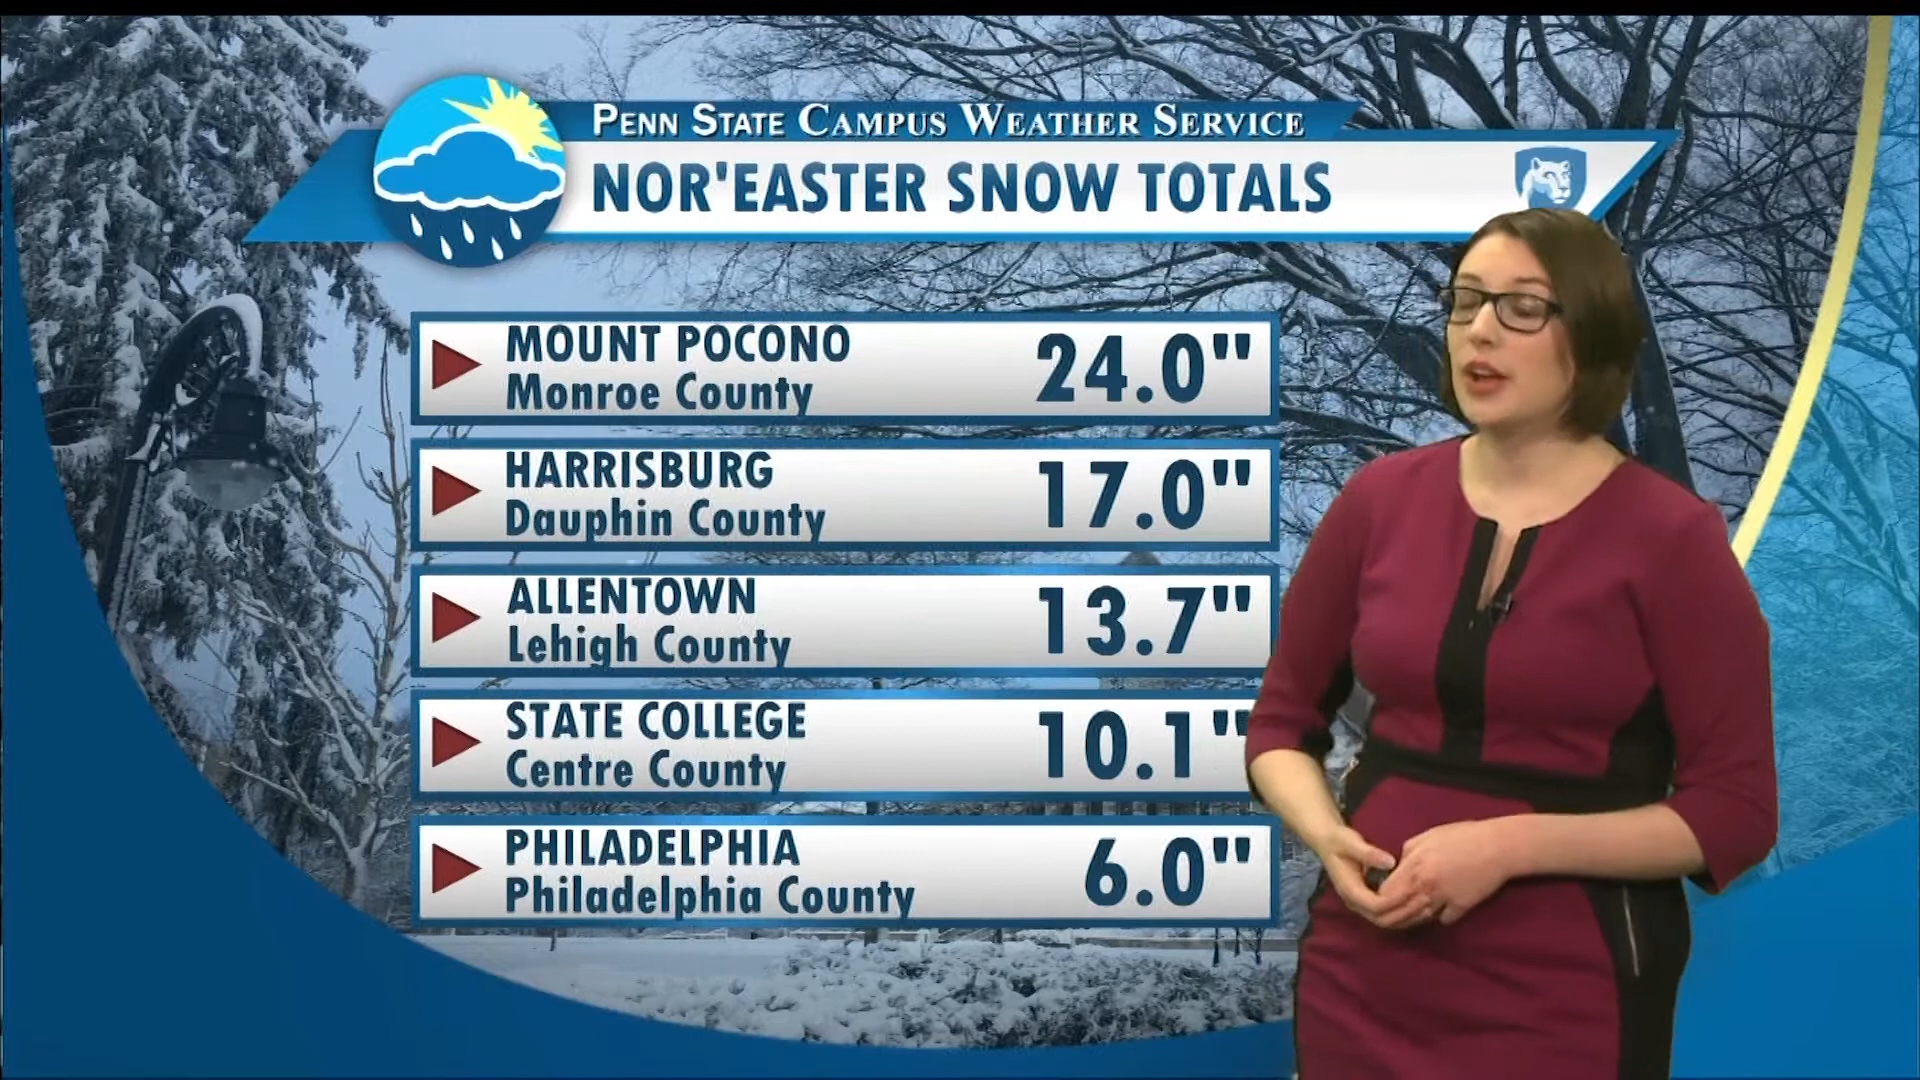 PENN STATE CAMPUS WEATHER SERVICE
NOR'EASTER SNOW TOTALS
MOUNT POCONO
Monroe County
24.0"
HARRISBURG
Dauphin County
17.0"
ALLENTOWN
Lehigh County
13.7"
STATE COLLEGE
Centre County
10.1"
PHILADELPHIA
Philadelphia County
6.0"